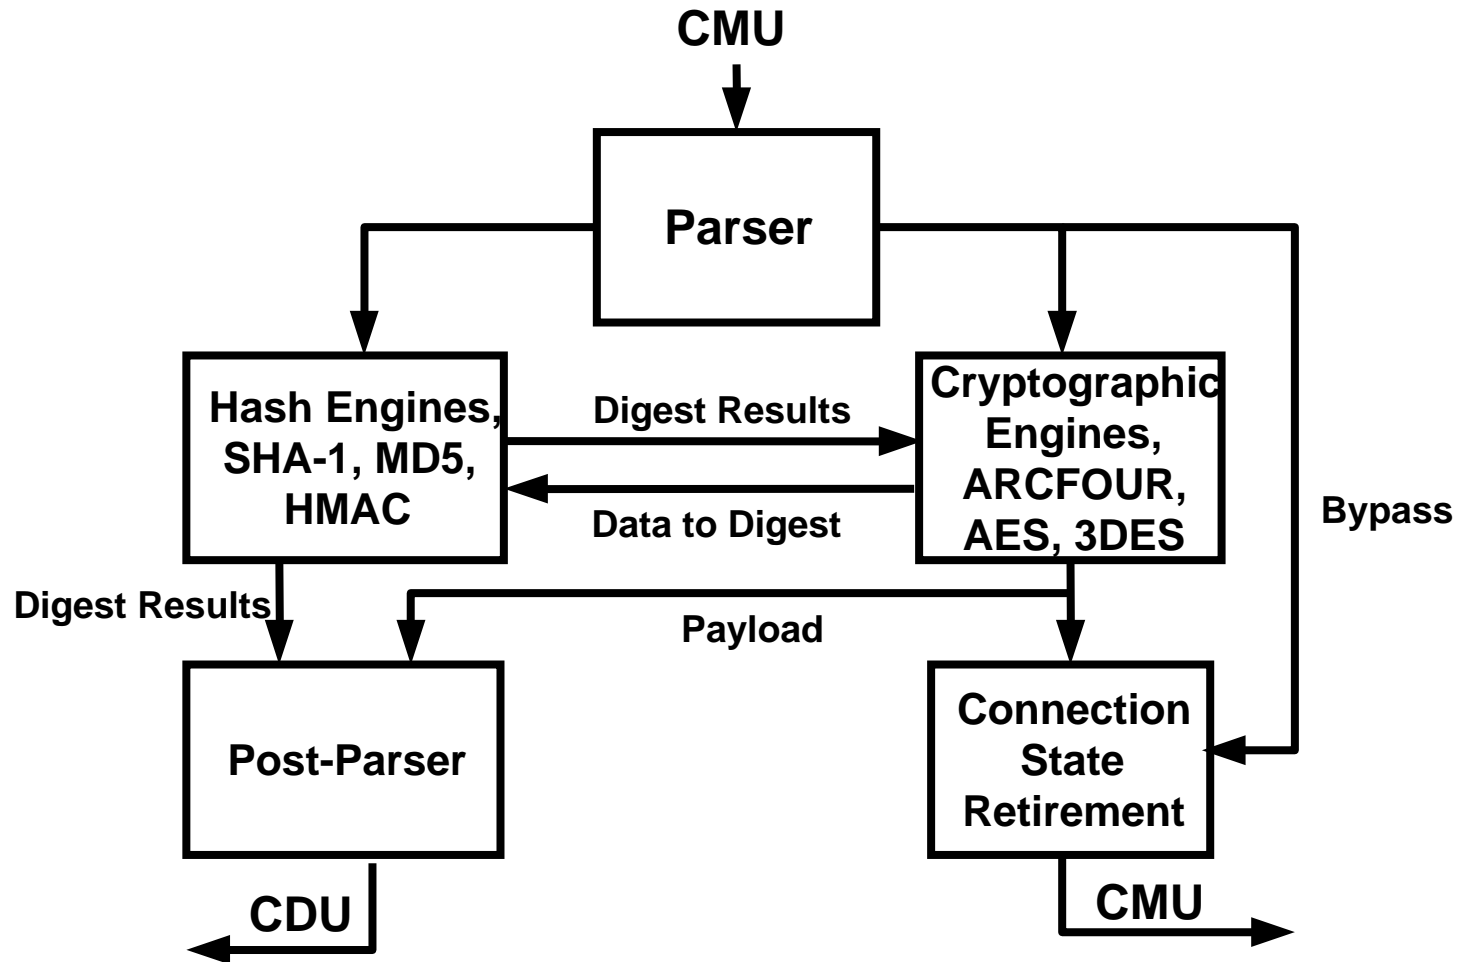 CMU
Parser
Hash Engines,
SHA-1, MD5,
HMAC
Digest Results
Data to Digest
Cryptographic
Engines,
ARCFOUR,
AES, 3DES
Bypass
Digest Results
Payload
Post-Parser
Connection
State
Retirement
CDU
CMU